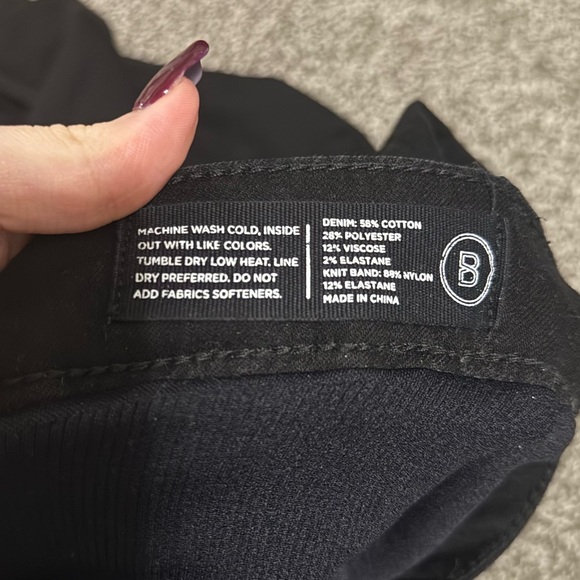 MACHINE WASH COLD, INSIDE
OUT WITH LIKE COLORS.
TUMBLE DRY LOW HEAT. LINE
DRY PREFERRED. DO NOT
ADD FABRICS SOFTENERS.
DENIM: 58% COTTON
28% POLYESTER
12% VISCOSE
2% ELASTANE
KNIT BAND: 88% NYLON
12% ELASTANE
MADE IN CHINA
B